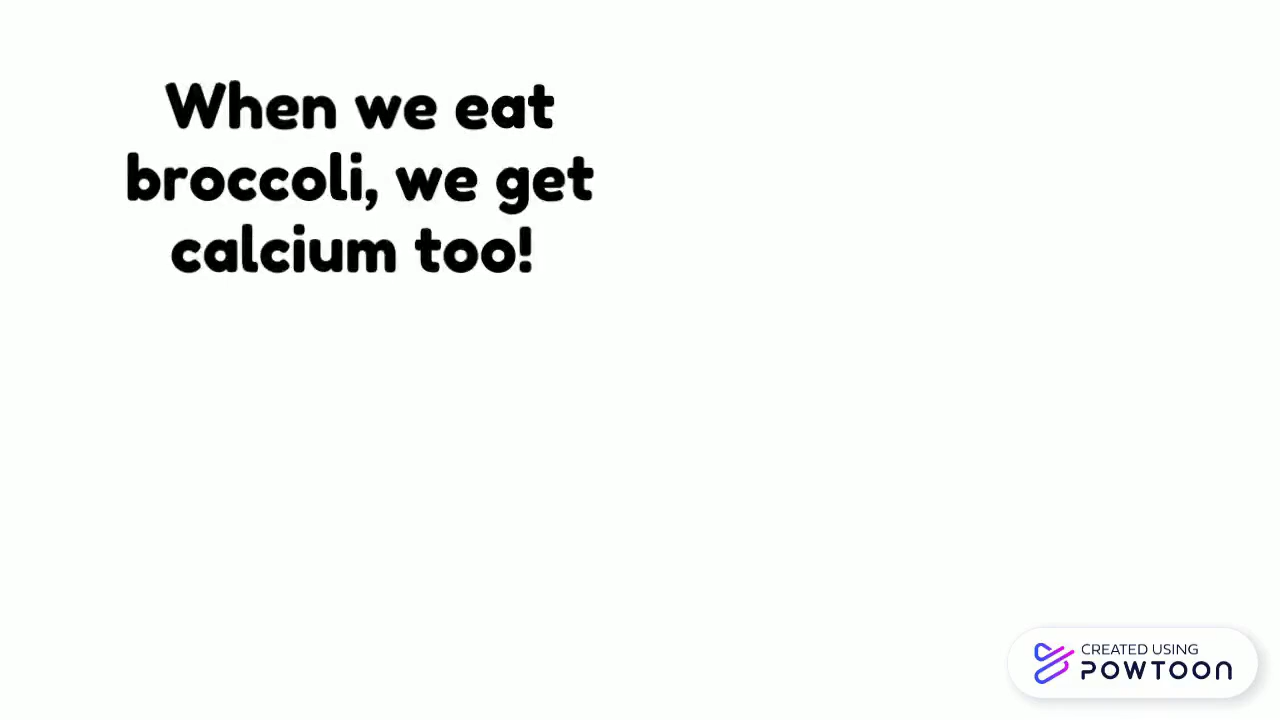 When we eat
broccoli, we get
calcium too!
CREATED USING
POWTOON